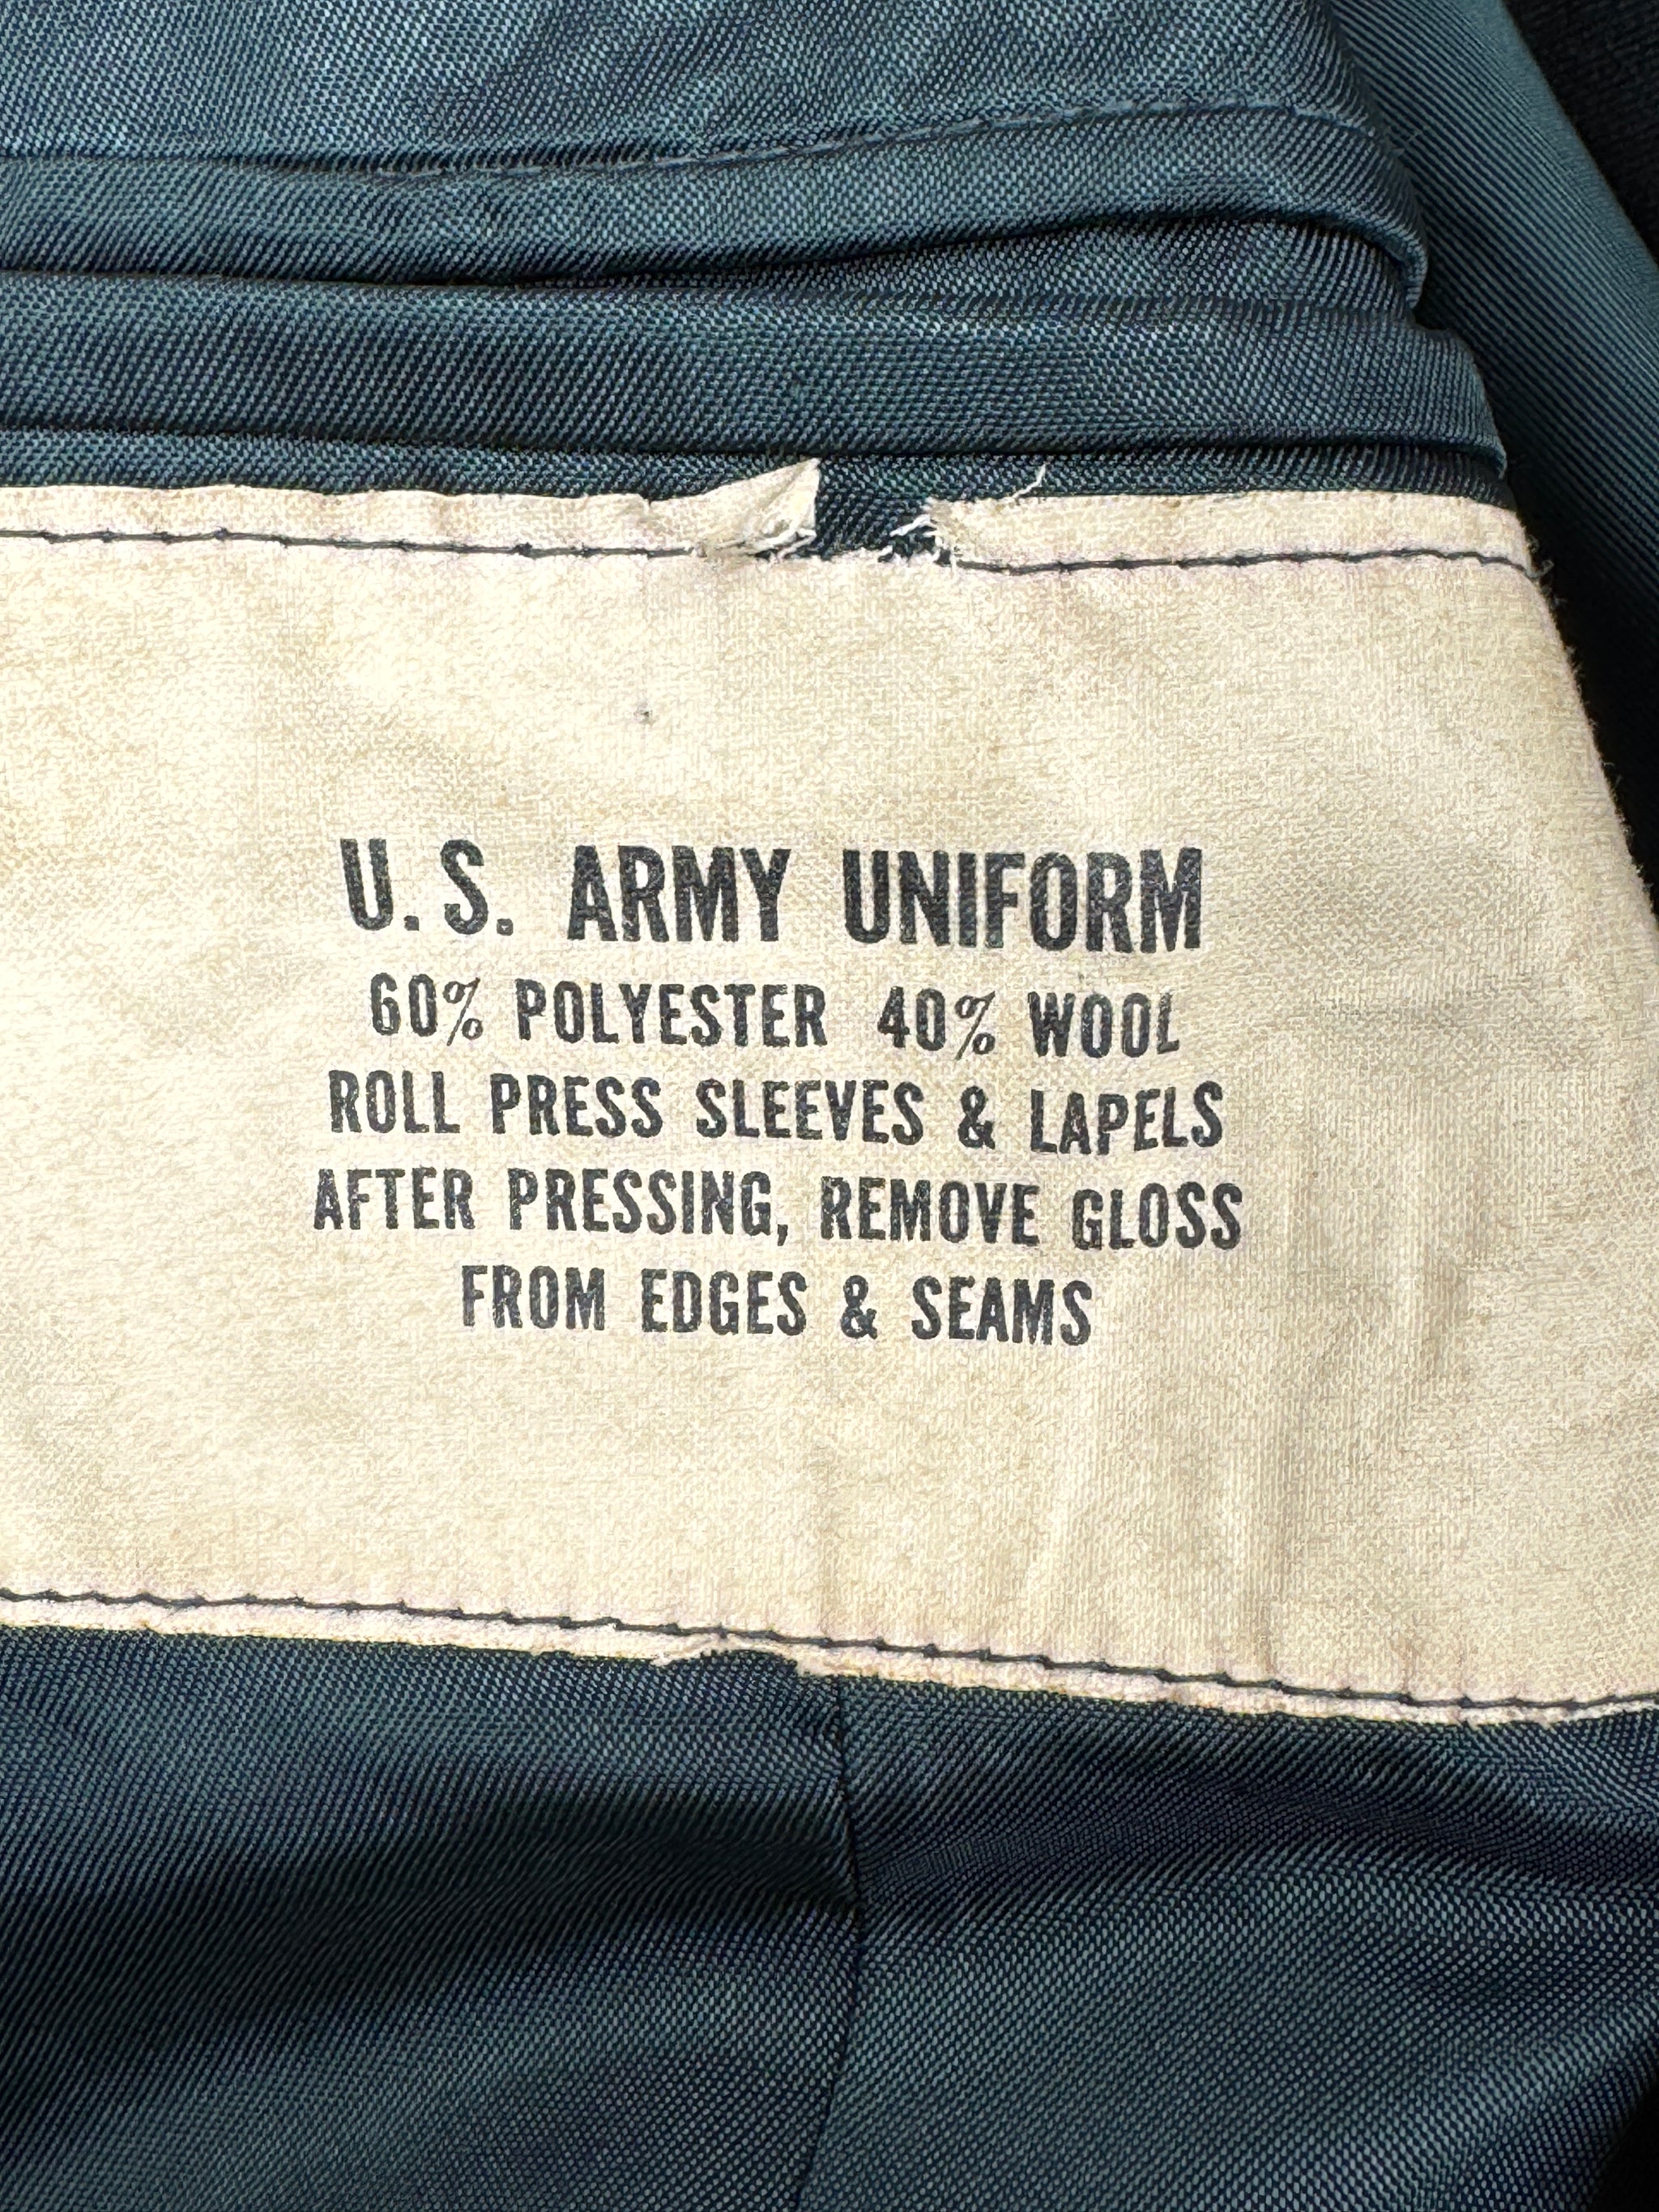 U. S. ARMY UNIFORM
60% POLYESTER 40% WOOL
ROLL PRESS SLEEVES & LAPELS
AFTER PRESSING, REMOVE GLOSS
FROM EDGES & SEAMS